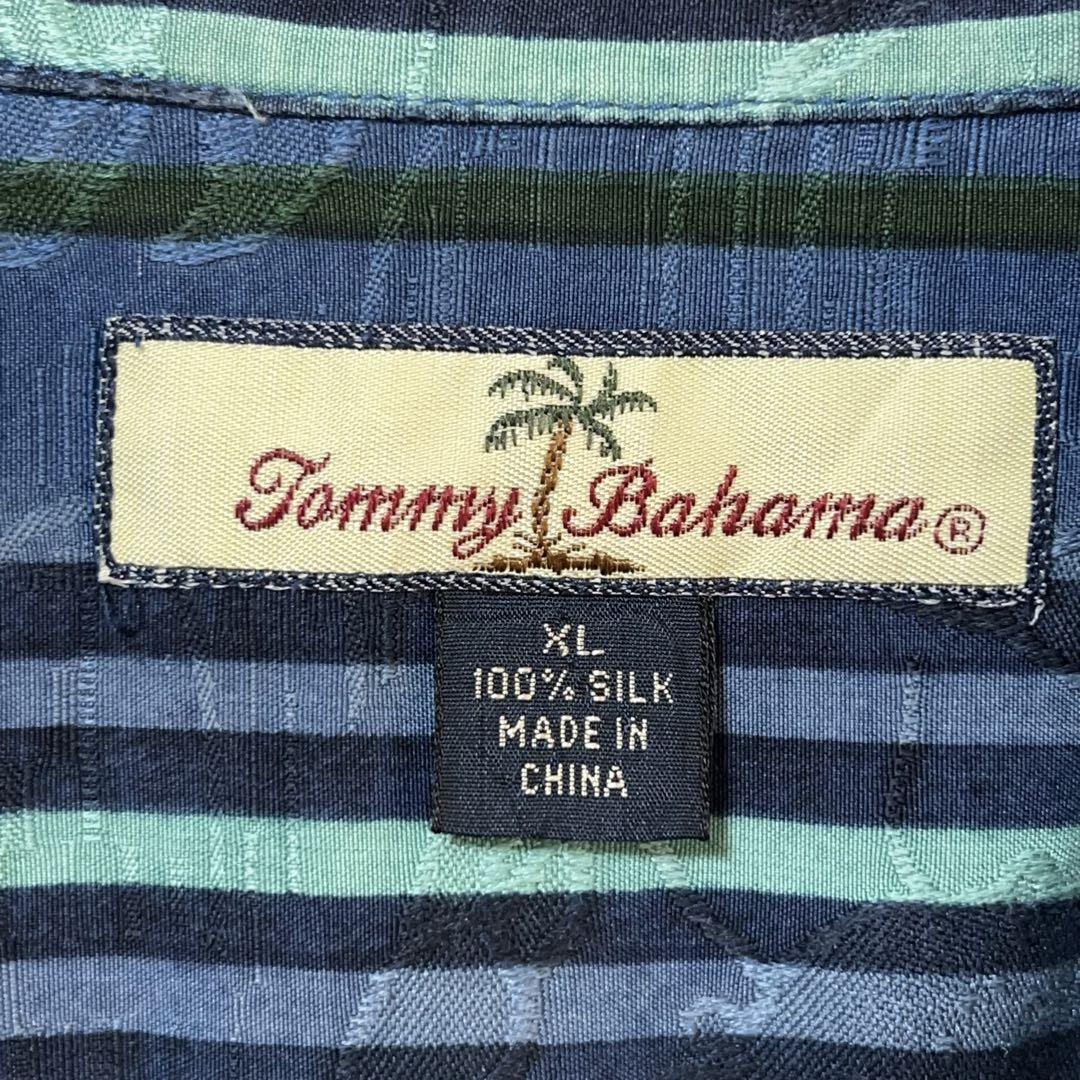 Tommy Bahama®
XL
100% SILK
MADE IN
CHINA